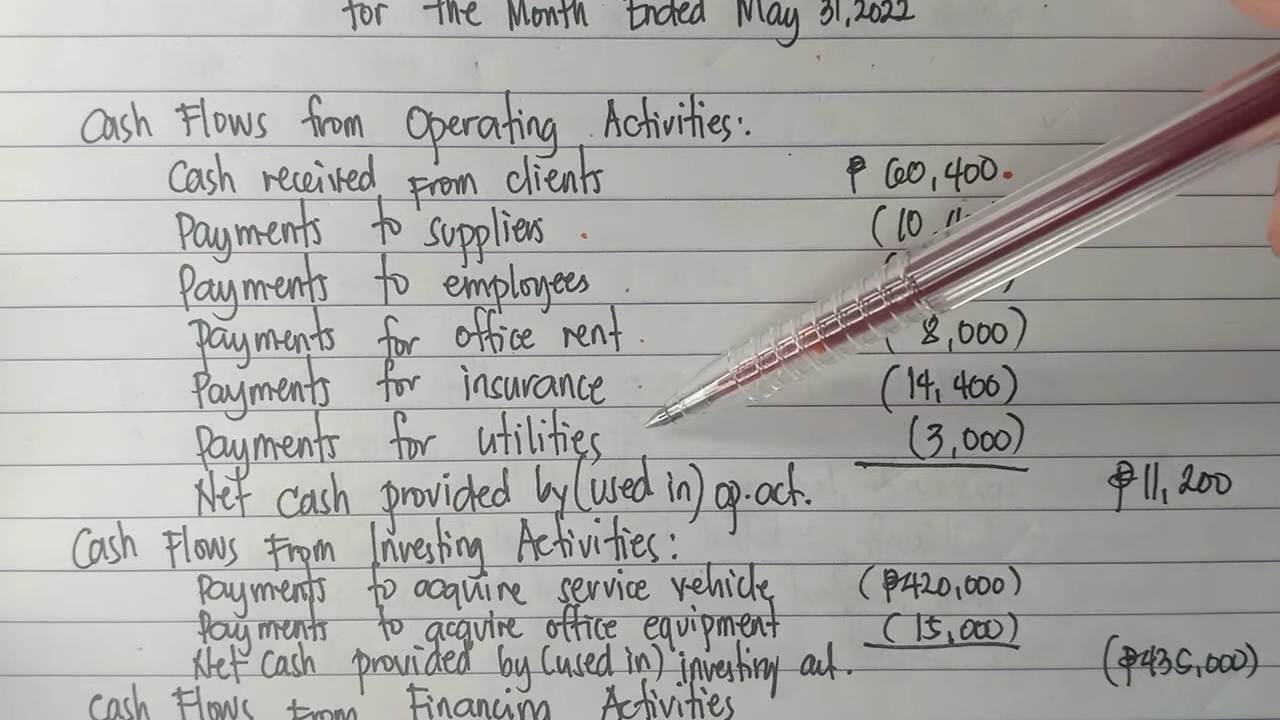 for the Month Ended May 31, 2022
Cash Flows from Operating Activities:
Cash received From clients ₱ 60,400
Payments to suppliers (10,
Payments to employees (
Payments for office rent (8,000)
Payments for insurance (14,400)
Payments for utilities (3,000)
Net cash provided by (used in) op. act. ₱11,200
Cash Flows From Investing Activities:
Payments to acquire service vehicle (₱420,000)
Payments to acquire office equipment (15,000)
Net Cash provided by (used in) investing act. (₱435,000)
Cash Flows From Financing Activities